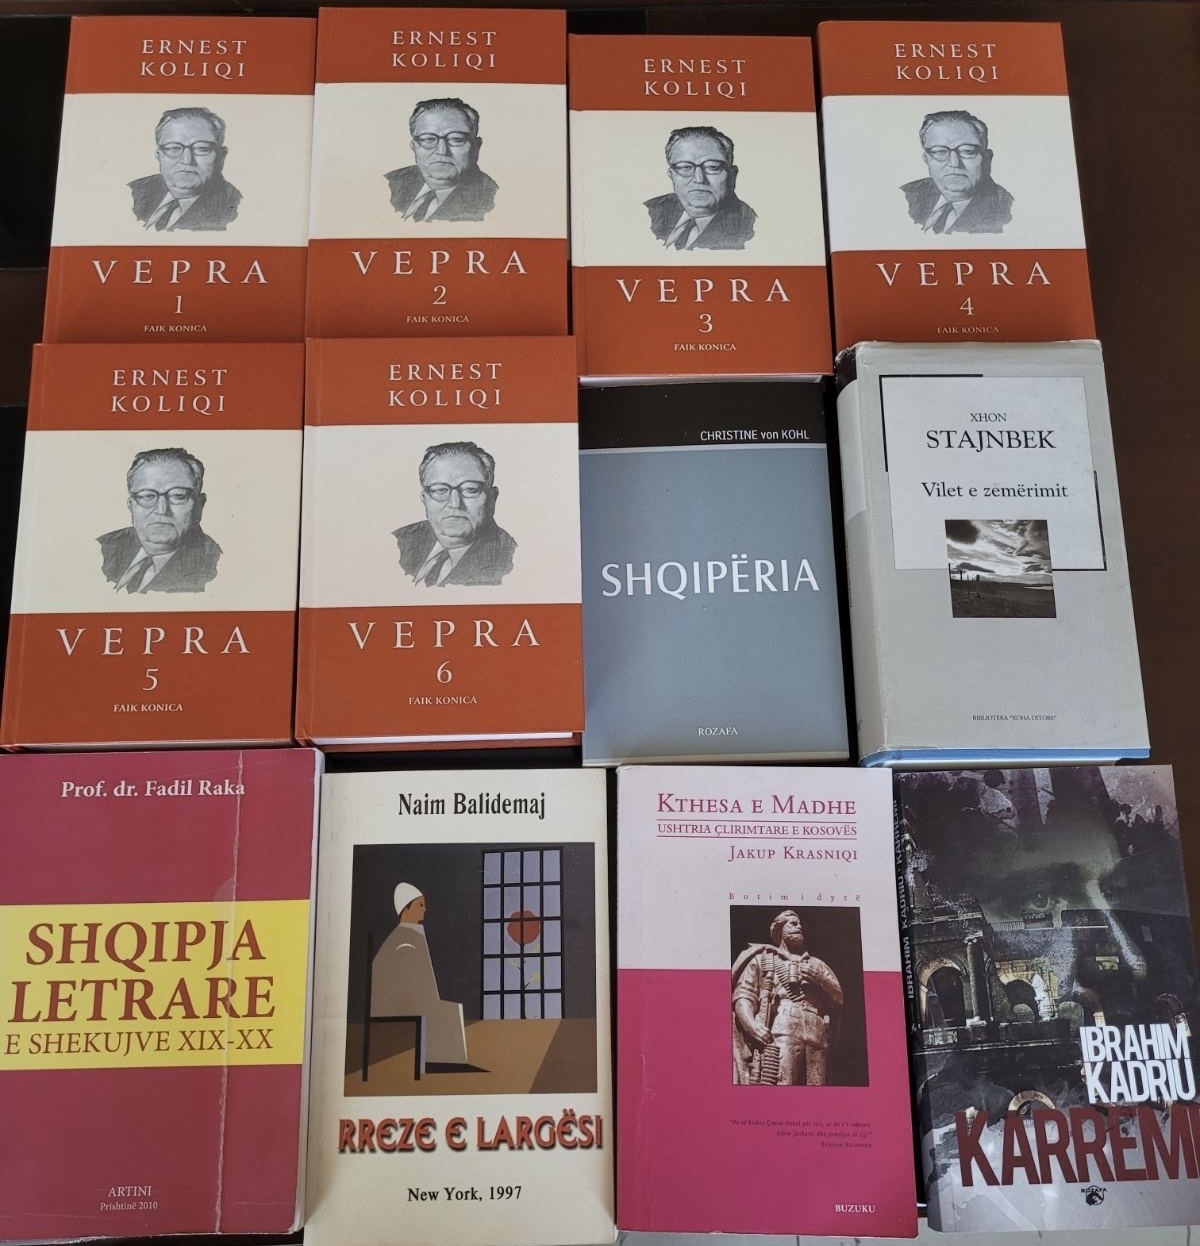 ERNEST
KOLIQI
VEPRA
1
FAIK KONICA
ERNEST
KOLIQI
VEPRA
2
FAIK KONICA
ERNEST
KOLIQI
VEPRA
3
FAIK KONICA
ERNEST
KOLIQI
VEPRA
4
FAIK KONICA
ERNEST
KOLIQI
VEPRA
5
FAIK KONICA
ERNEST
KOLIQI
VEPRA
6
FAIK KONICA
CHRISTINE von KOHL
SHQIPËRIA
ROZAFA
XHON
STAJNBEK
Vilet e zemërimit
BIBLIOTEKA "KOHA DITORE"
Prof. dr. Fadil Raka
SHQIPJA
LETRARE
E SHEKUJVE XIX-XX
ARTINI
Prishtinë 2010
Naim Balidemaj
RREZE E LARGËSI
New York, 1997
KTHESA E MADHE
USHTRIA ÇLIRIMTARE E KOSOVËS
JAKUP KRASNIQI
Botimi dytë
BUZUKU
IBRAHIM KADRIU - KARREMI
IBRAHIM
KADRIU
KARREMI
ROZAFA